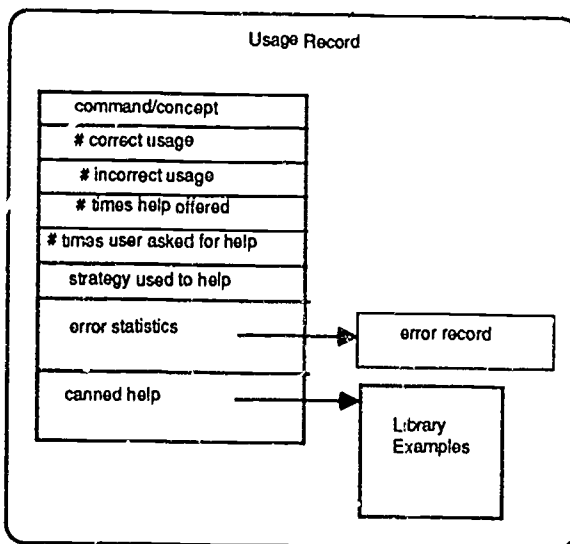 Usage Record
command/concept
# correct usage
# incorrect usage
# times help offered
# times user asked for help
strategy used to help
error statistics
error record
canned help
Library
Examples